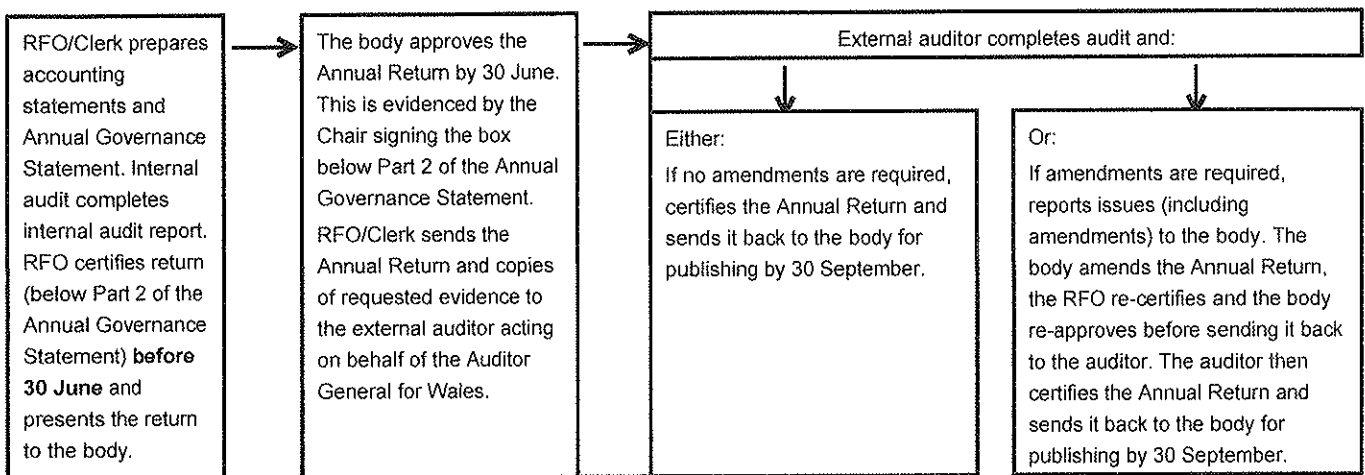 RFO/Clerk prepares
accounting
statements and
Annual Governance
Statement. Internal
audit completes
internal audit report.
RFO certifies return
(below Part 2 of the
Annual Governance
Statement) before
30 June and
presents the return
to the body.
The body approves the
Annual Return by 30 June.
This is evidenced by the
Chair signing the box
below Part 2 of the Annual
Governance Statement.
RFO/Clerk sends the
Annual Return and copies
of requested evidence to
the external auditor acting
on behalf of the Auditor
General for Wales.
External auditor completes audit and:
Either:
If no amendments are required,
certifies the Annual Return and
sends it back to the body for
publishing by 30 September.
Or:
If amendments are required,
reports issues (including
amendments) to the body. The
body amends the Annual Return,
the RFO re-certifies and the body
re-approves before sending it back
to the auditor. The auditor then
certifies the Annual Return and
sends it back to the body for
publishing by 30 September.